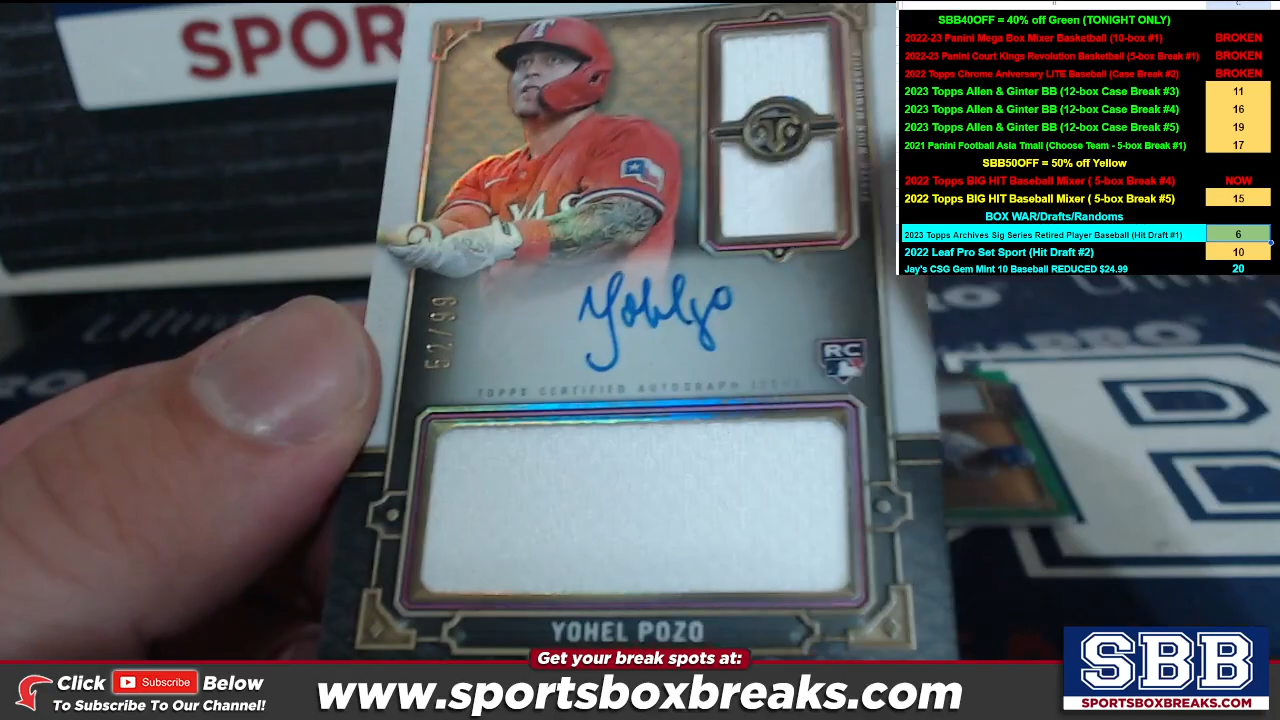 SPOR
T
RC
52/99
Yohlgo
TOPPS CERTIFIED AUTOGRAPH ISSUE
YOHEL POZO
SBB40OFF = 40% off Green (TONIGHT ONLY)
2022-23 Panini Mega Box Mixer Basketball (10-box #1) BROKEN
2022-23 Panini Court Kings Revolution Basketball (5-box Break #1) BROKEN
2022 Topps Chrome Aniversary LITE Baseball (Case Break #2) BROKEN
2023 Topps Allen & Ginter BB (12-box Case Break #3) 11
2023 Topps Allen & Ginter BB (12-box Case Break #4) 16
2023 Topps Allen & Ginter BB (12-box Case Break #5) 19
2021 Panini Football Asia Tmall (Choose Team - 5-box Break #1) 17
SBB50OFF = 50% off Yellow
2022 Topps BIG HIT Baseball Mixer ( 5-box Break #4) NOW
2022 Topps BIG HIT Baseball Mixer ( 5-box Break #5) 15
BOX WAR/Drafts/Randoms
2023 Topps Archives Sig Series Retired Player Baseball (Hit Draft #1) 6
2022 Leaf Pro Set Sport (Hit Draft #2) 10
Jay's CSG Gem Mint 10 Baseball REDUCED $24.99 20
Get your break spots at:
www.sportsboxbreaks.com
Click Subscribe Below
To Subscribe To Our Channel!
SBB
SPORTSBOXBREAKS.COM